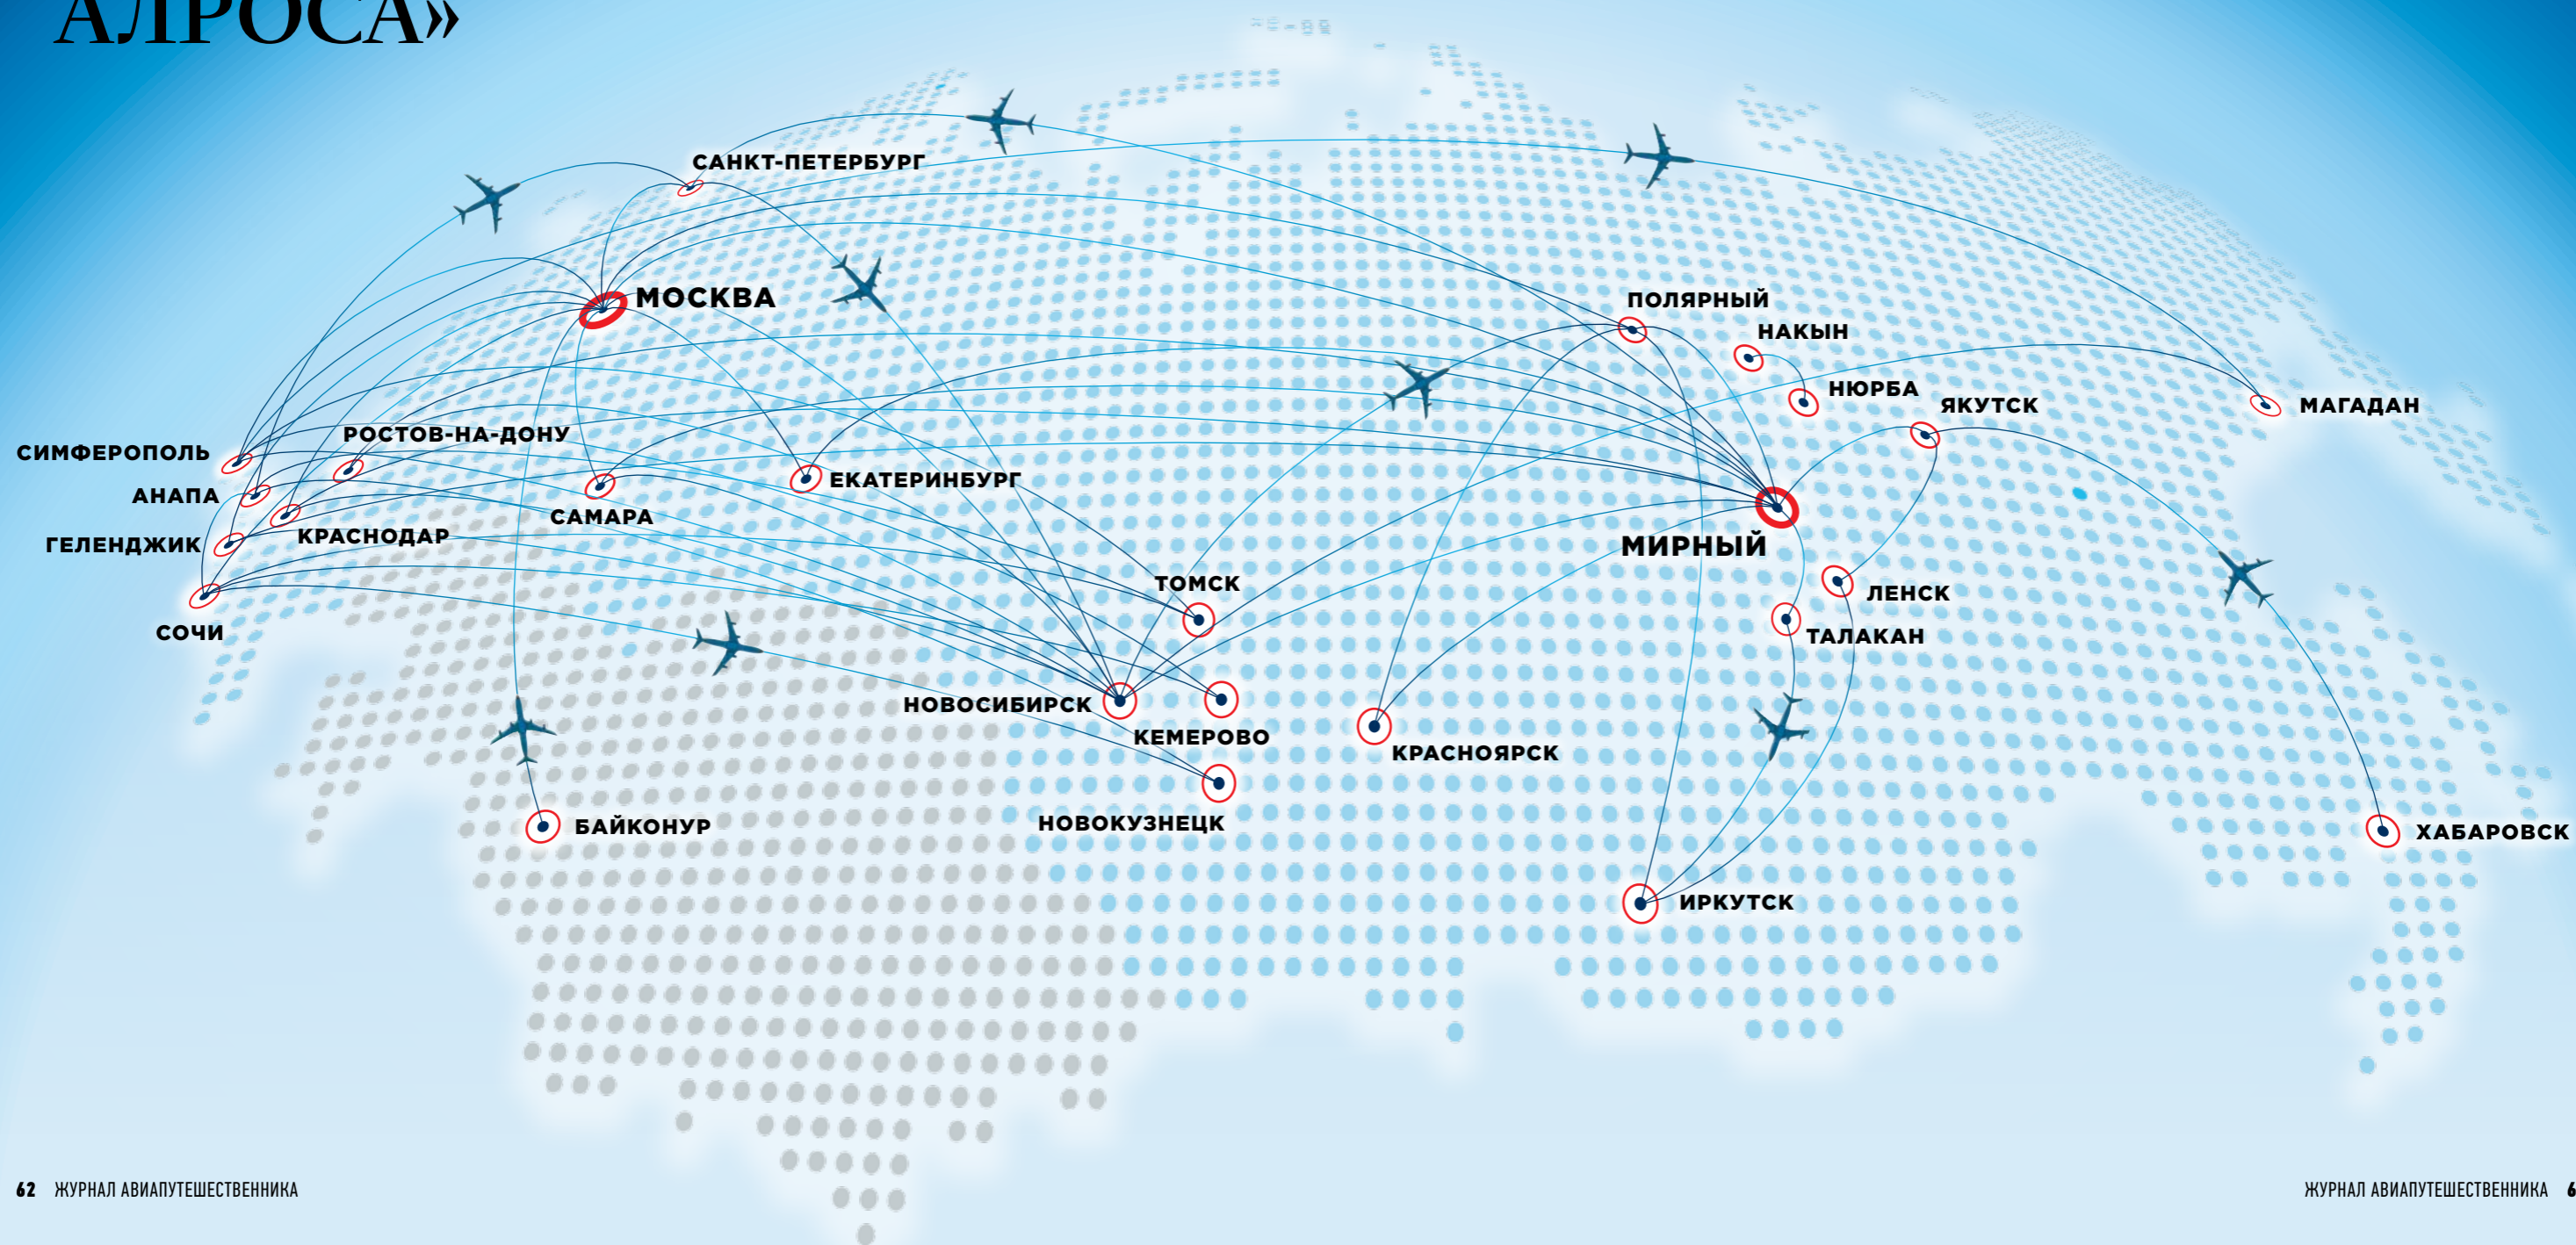 АЛРОСА»
САНКТ-ПЕТЕРБУРГ
МОСКВА
ПОЛЯРНЫЙ
НАКЫН
НЮРБА
ЯКУТСК
МАГАДАН
СИМФЕРОПОЛЬ
РОСТОВ-НА-ДОНУ
АНАПА
ЕКАТЕРИНБУРГ
САМАРА
КРАСНОДАР
ГЕЛЕНДЖИК
МИРНЫЙ
СОЧИ
ТОМСК
ЛЕНСК
ТАЛАКАН
НОВОСИБИРСК
КЕМЕРОВО
КРАСНОЯРСК
БАЙКОНУР
НОВОКУЗНЕЦК
ХАБАРОВСК
ИРКУТСК
62 ЖУРНАЛ АВИАПУТЕШЕСТВЕННИКА
ЖУРНАЛ АВИАПУТЕШЕСТВЕННИКА 6